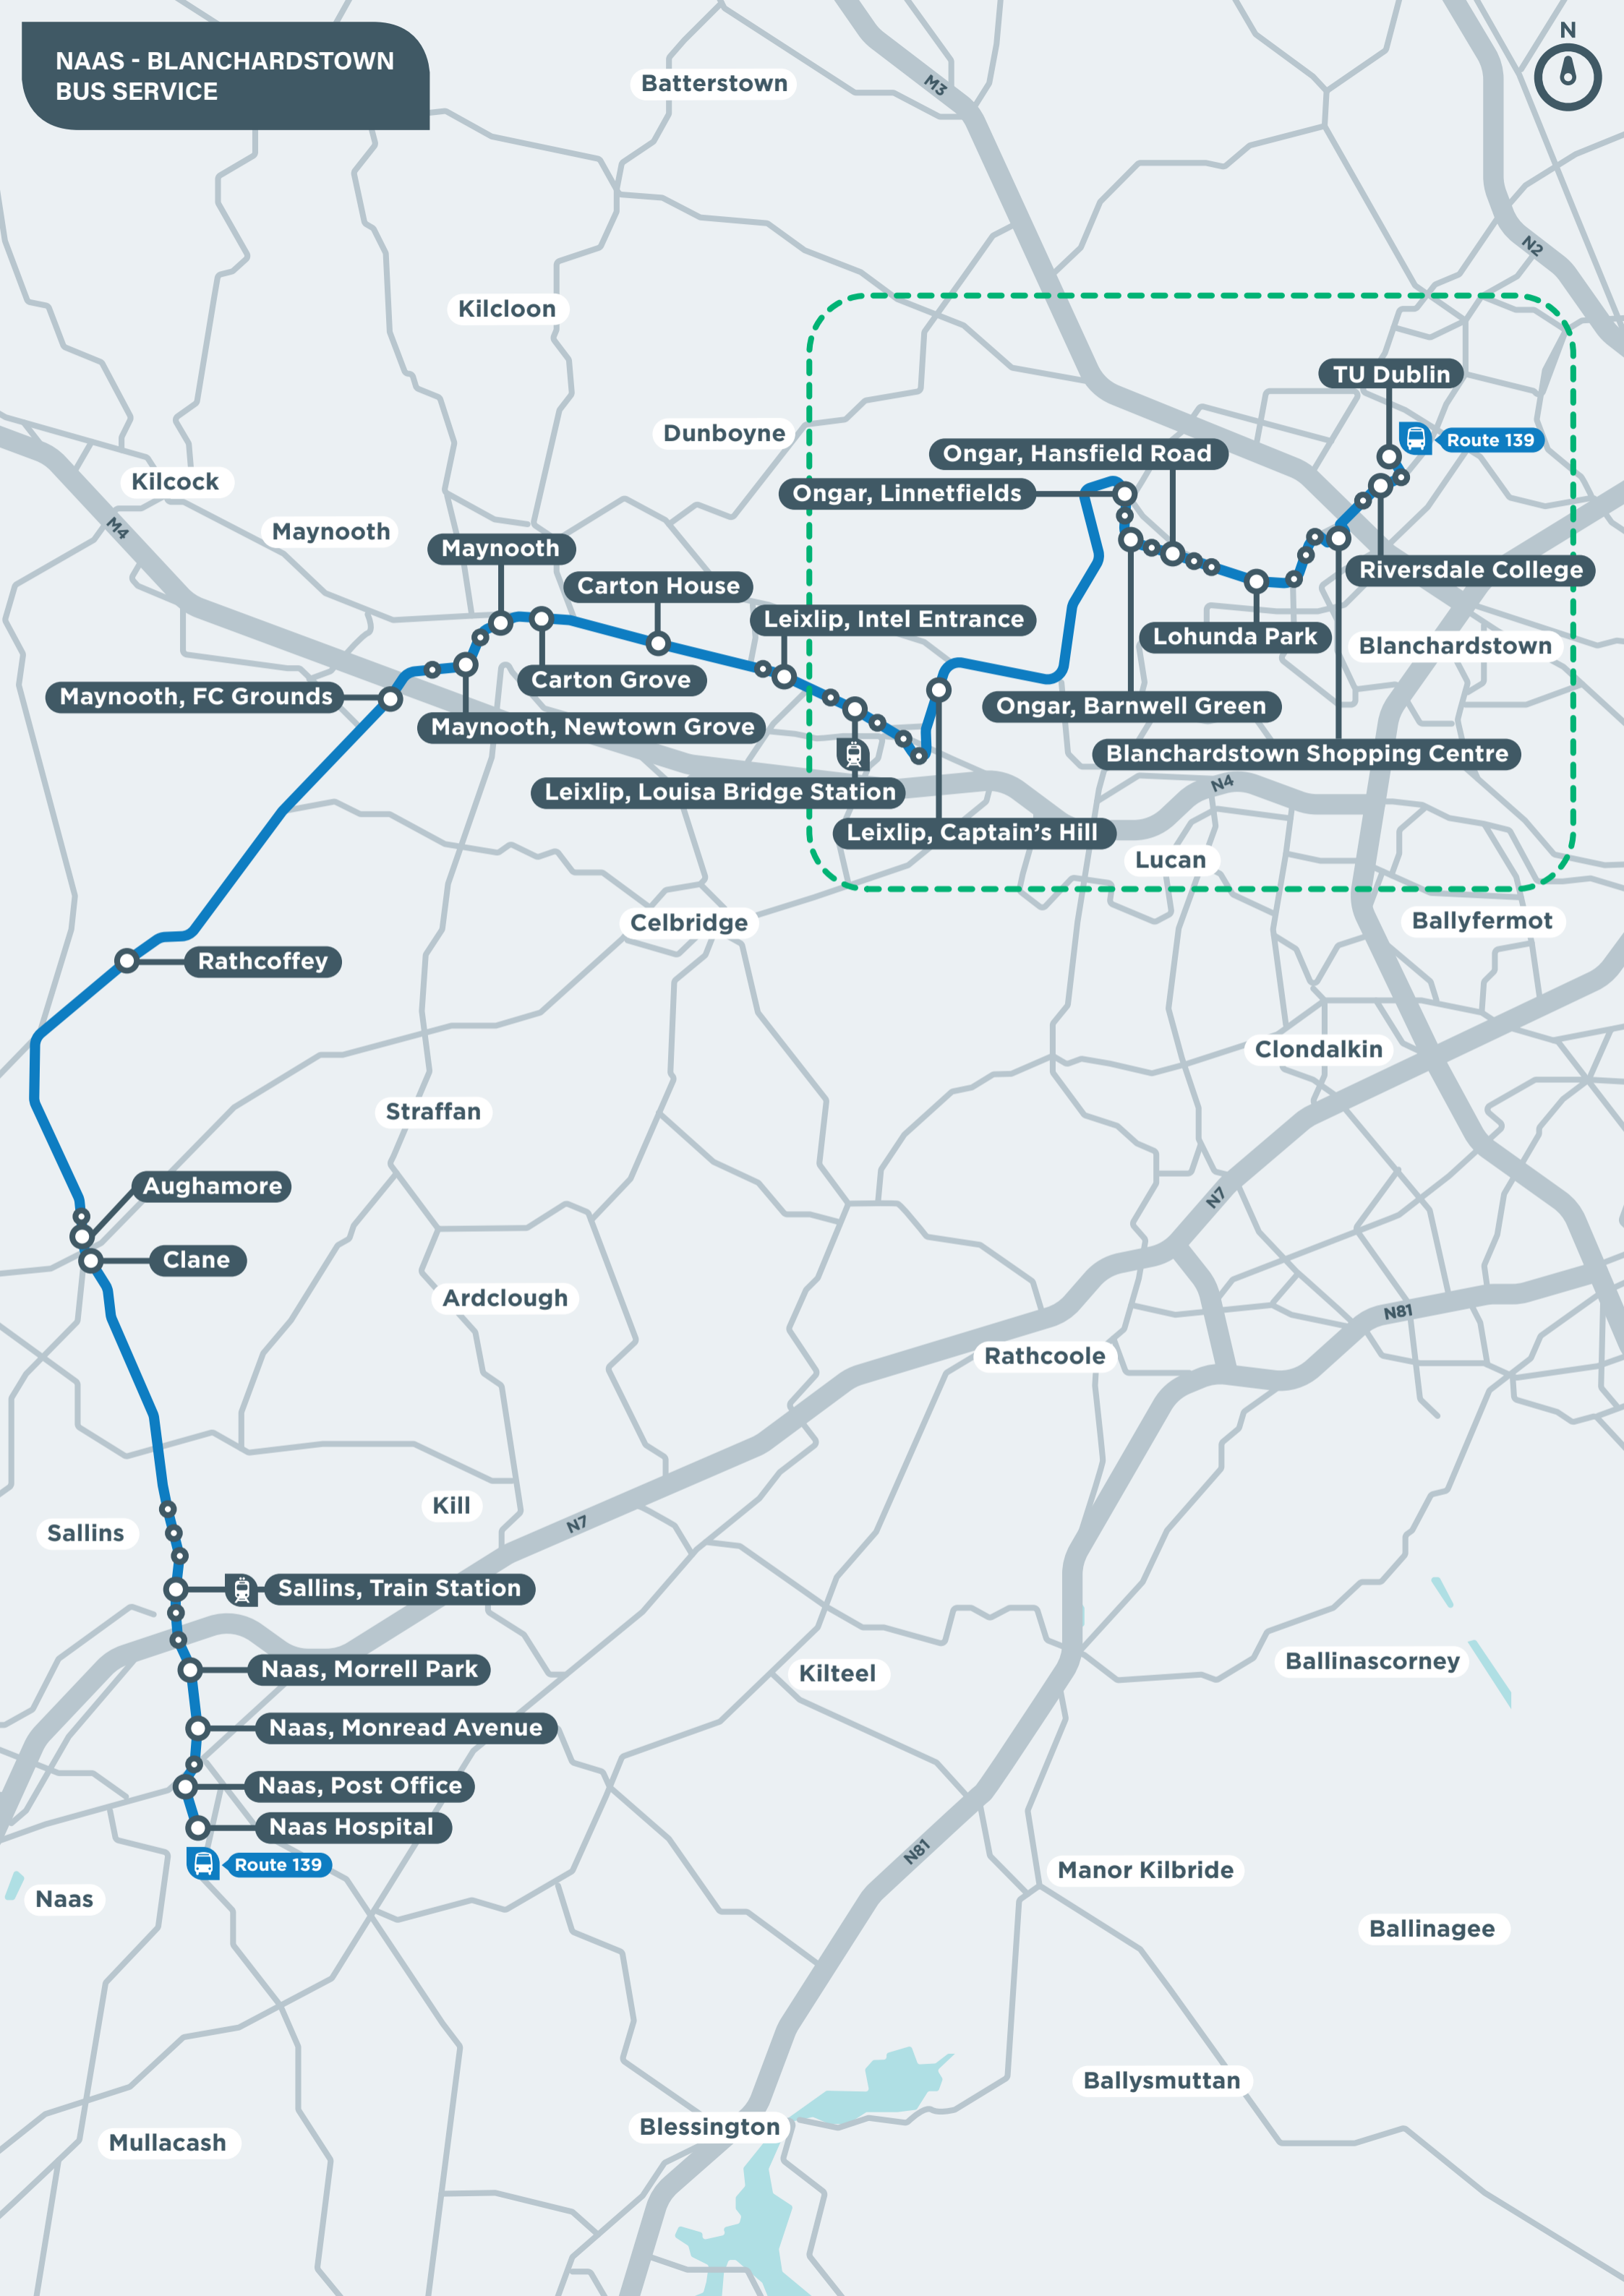 NAAS - BLANCHARDSTOWN
BUS SERVICE
N
Batterstown
M3
N2
Kilcloon
TU Dublin
Dunboyne
Route 139
Ongar, Hansfield Road
Kilcock
Ongar, Linnetfields
M4
Maynooth
Maynooth
Riversdale College
Carton House
Leixlip, Intel Entrance
Lohunda Park
Blanchardstown
Carton Grove
Maynooth, FC Grounds
Ongar, Barnwell Green
Maynooth, Newtown Grove
Blanchardstown Shopping Centre
N4
Leixlip, Louisa Bridge Station
Leixlip, Captain's Hill
Lucan
Celbridge
Ballyfermot
Rathcoffey
Clondalkin
Straffan
Aughamore
N7
Clane
Ardclough
N81
Rathcoole
Kill
N7
Sallins
Sallins, Train Station
Naas, Morrell Park
Ballinascorney
Kilteel
Naas, Monread Avenue
Naas, Post Office
Naas Hospital
N81
Route 139
Manor Kilbride
Naas
Ballinagee
Ballysmuttan
Blessington
Mullacash